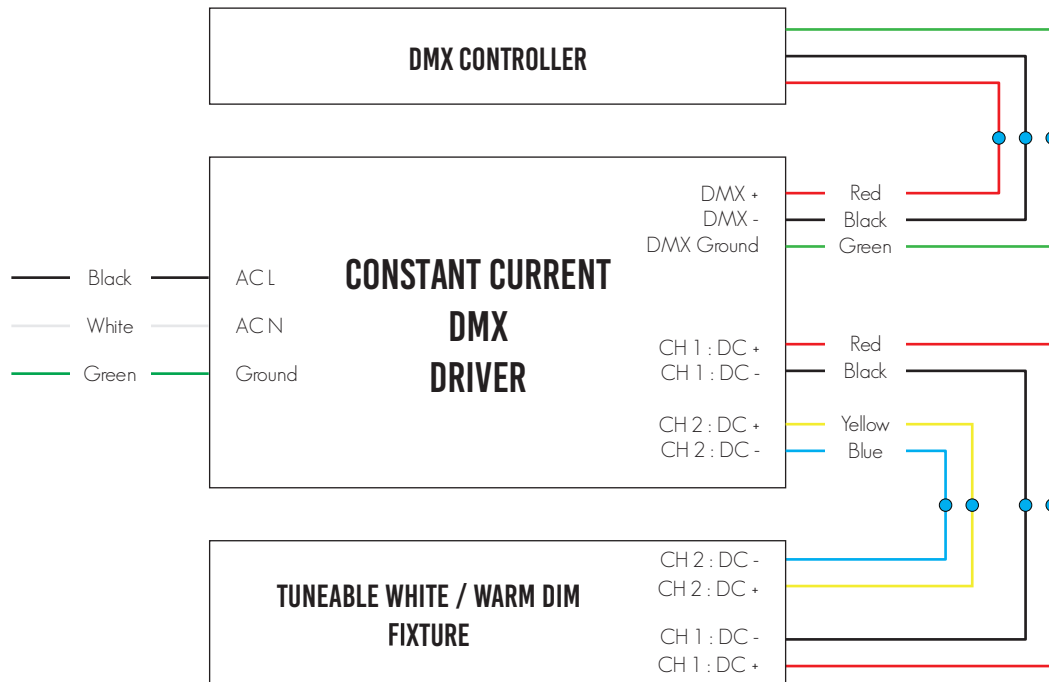 DMX CONTROLLER
DMX + Red
DMX - Black
DMX Ground Green
Black AC L
White AC N
Green Ground
CONSTANT CURRENT
DMX
DRIVER
CH 1 : DC + Red
CH 1 : DC - Black
CH 2 : DC + Yellow
CH 2 : DC - Blue
TUNEABLE WHITE / WARM DIM
FIXTURE
CH 2 : DC -
CH 2 : DC +
CH 1 : DC -
CH 1 : DC +